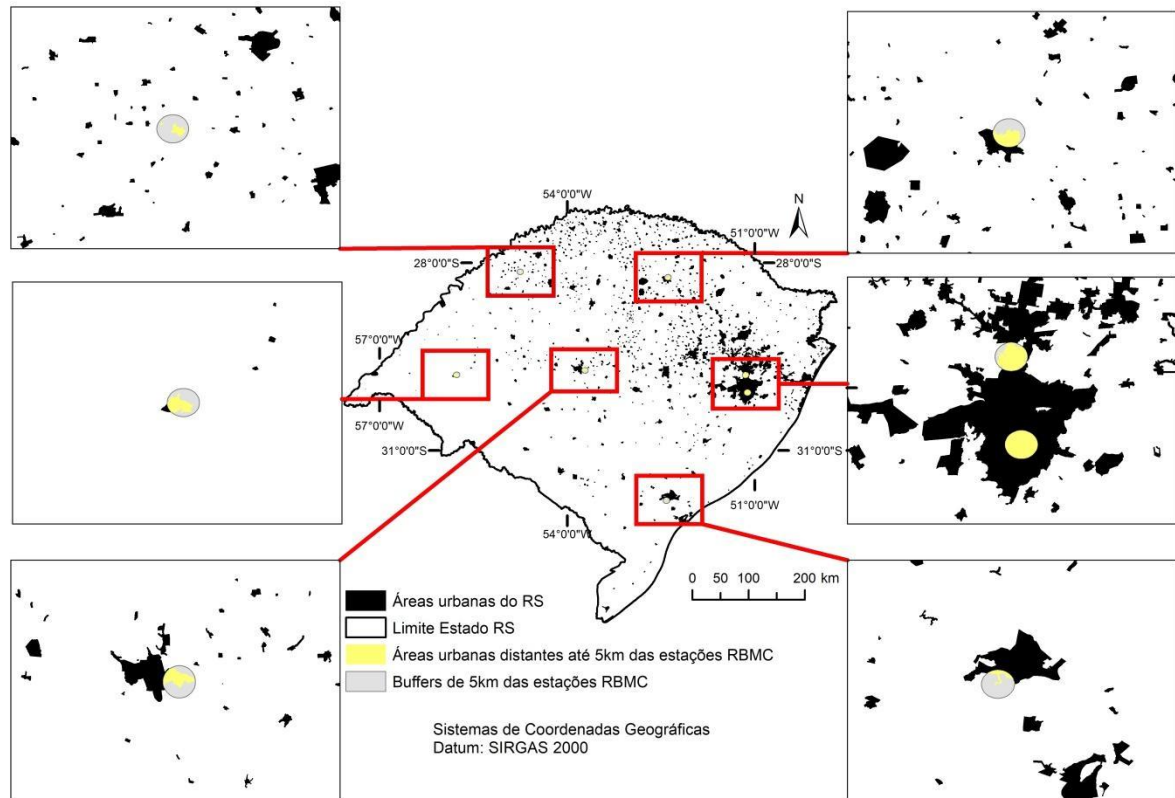 54°0'0"W
N
51°0'0"W
28°0'0"S
28°0'0"S
57°0'0"W
57°0'0"W
31°0'0"S
31°0'0"S
51°0'0"W
54°0'0"W
0 50 100 200 km
Áreas urbanas do RS
Limite Estado RS
Áreas urbanas distantes até 5km das estações RBMC
Buffers de 5km das estações RBMC
Sistemas de Coordenadas Geográficas
Datum: SIRGAS 2000